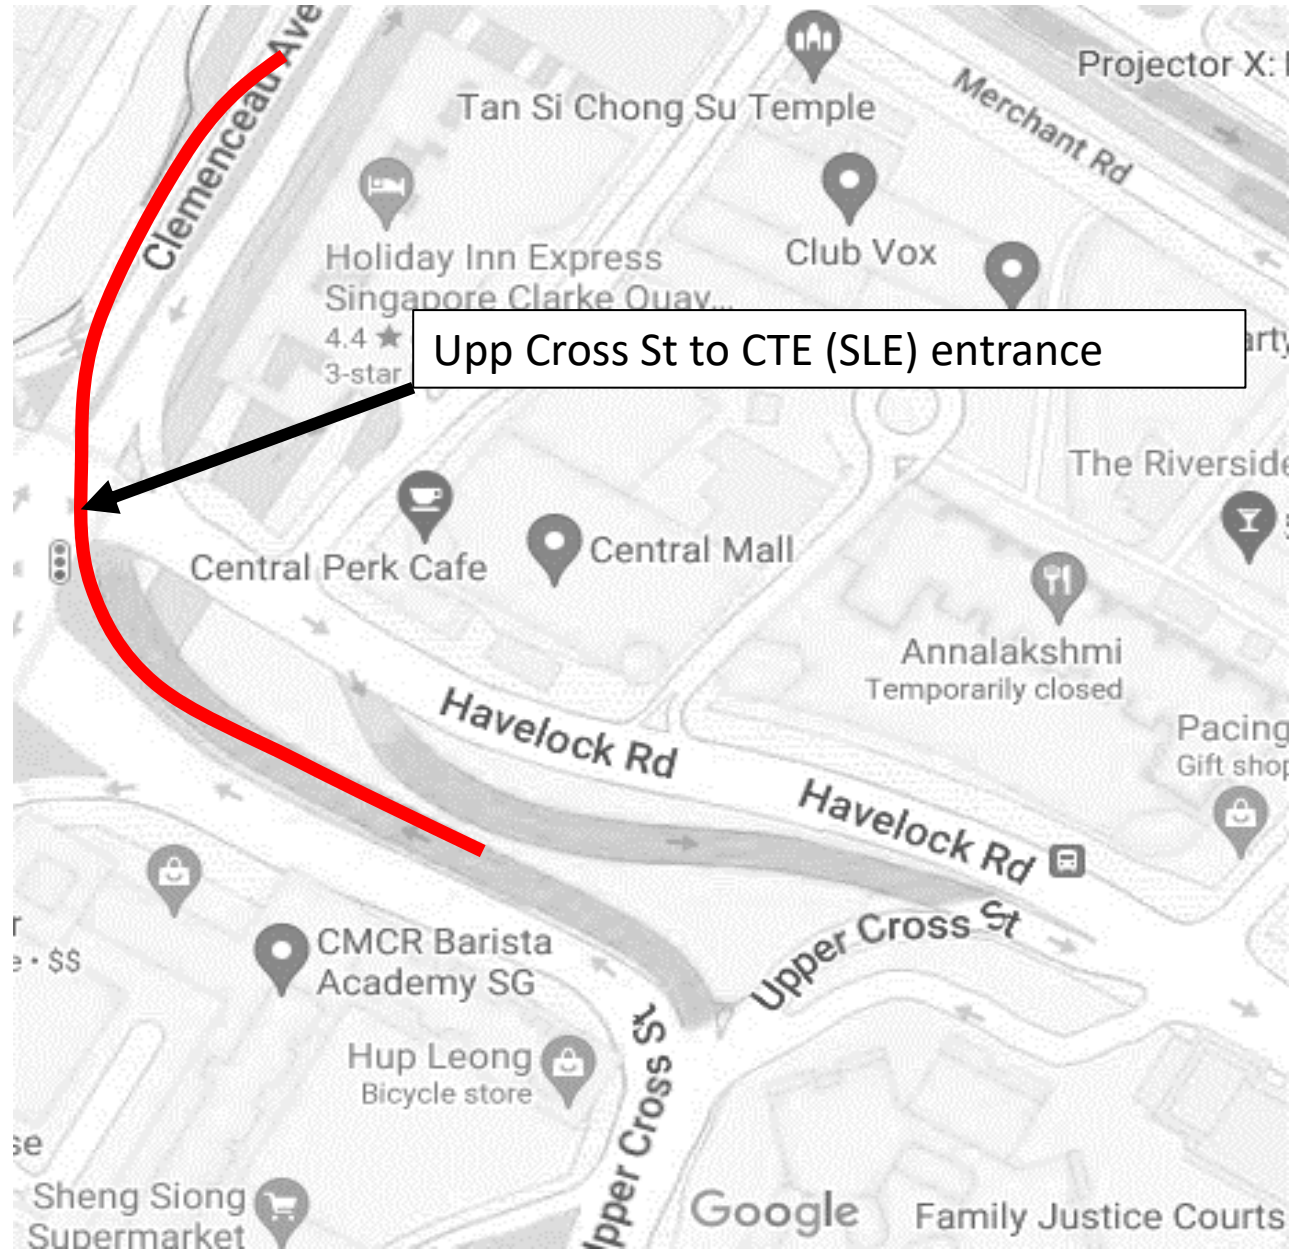 Clemenceau Ave
Projector X:
Tan Si Chong Su Temple
Merchant Rd
Club Vox
Holiday Inn Express
Singapore Clarke Quay...
4.4 ★
3-star
Upp Cross St to CTE (SLE) entrance
The Riverside
Central Perk Cafe
Central Mall
Annalakshmi
Temporarily closed
Havelock Rd
Pacing
Gift shop
Havelock Rd
Upper Cross St
CMCR Barista
Academy SG
$$
Upper Cross St
Hup Leong
Bicycle store
se
Sheng Siong
Supermarket
Google
Family Justice Courts